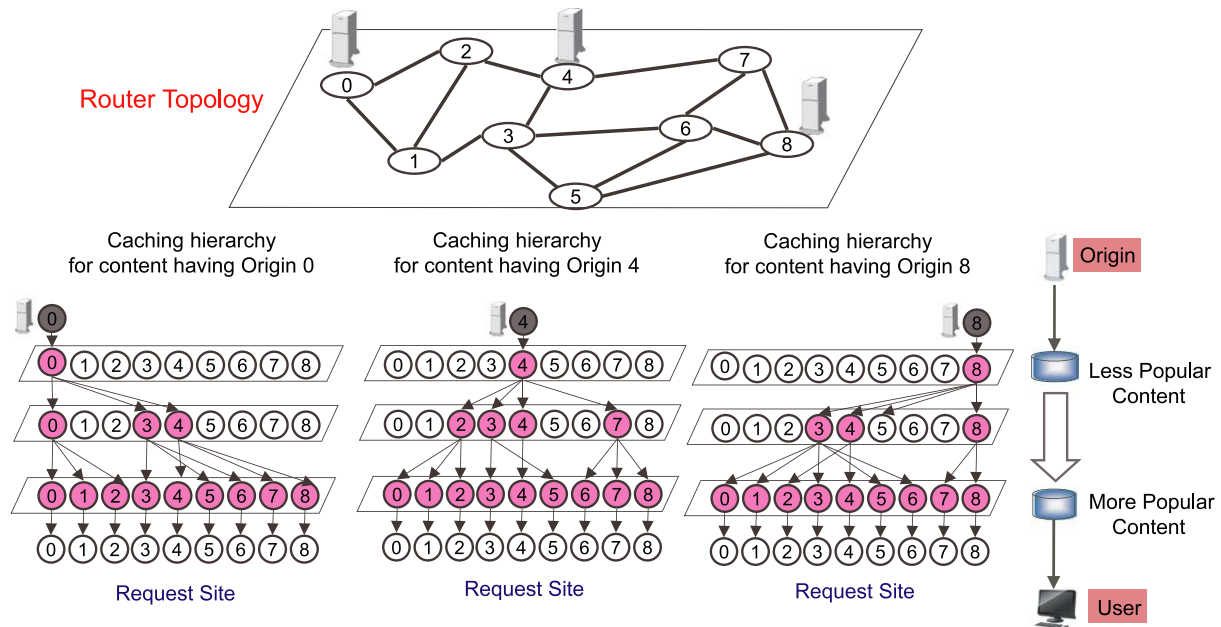 0
2
4
7
Router Topology
1
3
6
8
5
Caching hierarchy
for content having Origin 0
Caching hierarchy
for content having Origin 4
Caching hierarchy
for content having Origin 8
Origin
0
4
8
0 1 2 3 4 5 6 7 8
0 1 2 3 4 5 6 7 8
0 1 2 3 4 5 6 7 8
Less Popular
Content
0 1 2 3 4 5 6 7 8
0 1 2 3 4 5 6 7 8
0 1 2 3 4 5 6 7 8
0 1 2 3 4 5 6 7 8
0 1 2 3 4 5 6 7 8
0 1 2 3 4 5 6 7 8
More Popular
Content
0 1 2 3 4 5 6 7 8
0 1 2 3 4 5 6 7 8
0 1 2 3 4 5 6 7 8
Request Site
Request Site
Request Site
User